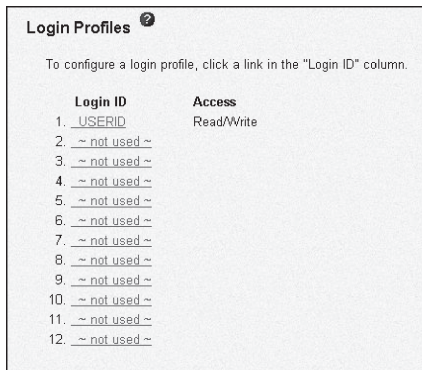 Login Profiles ?
To configure a login profile, click a link in the "Login ID" column.
Login ID Access
1. USERID Read/Write
2. ~ not used ~
3. ~ not used ~
4. ~ not used ~
5. ~ not used ~
6. ~ not used ~
7. ~ not used ~
8. ~ not used ~
9. ~ not used ~
10. ~ not used ~
11. ~ not used ~
12. ~ not used ~